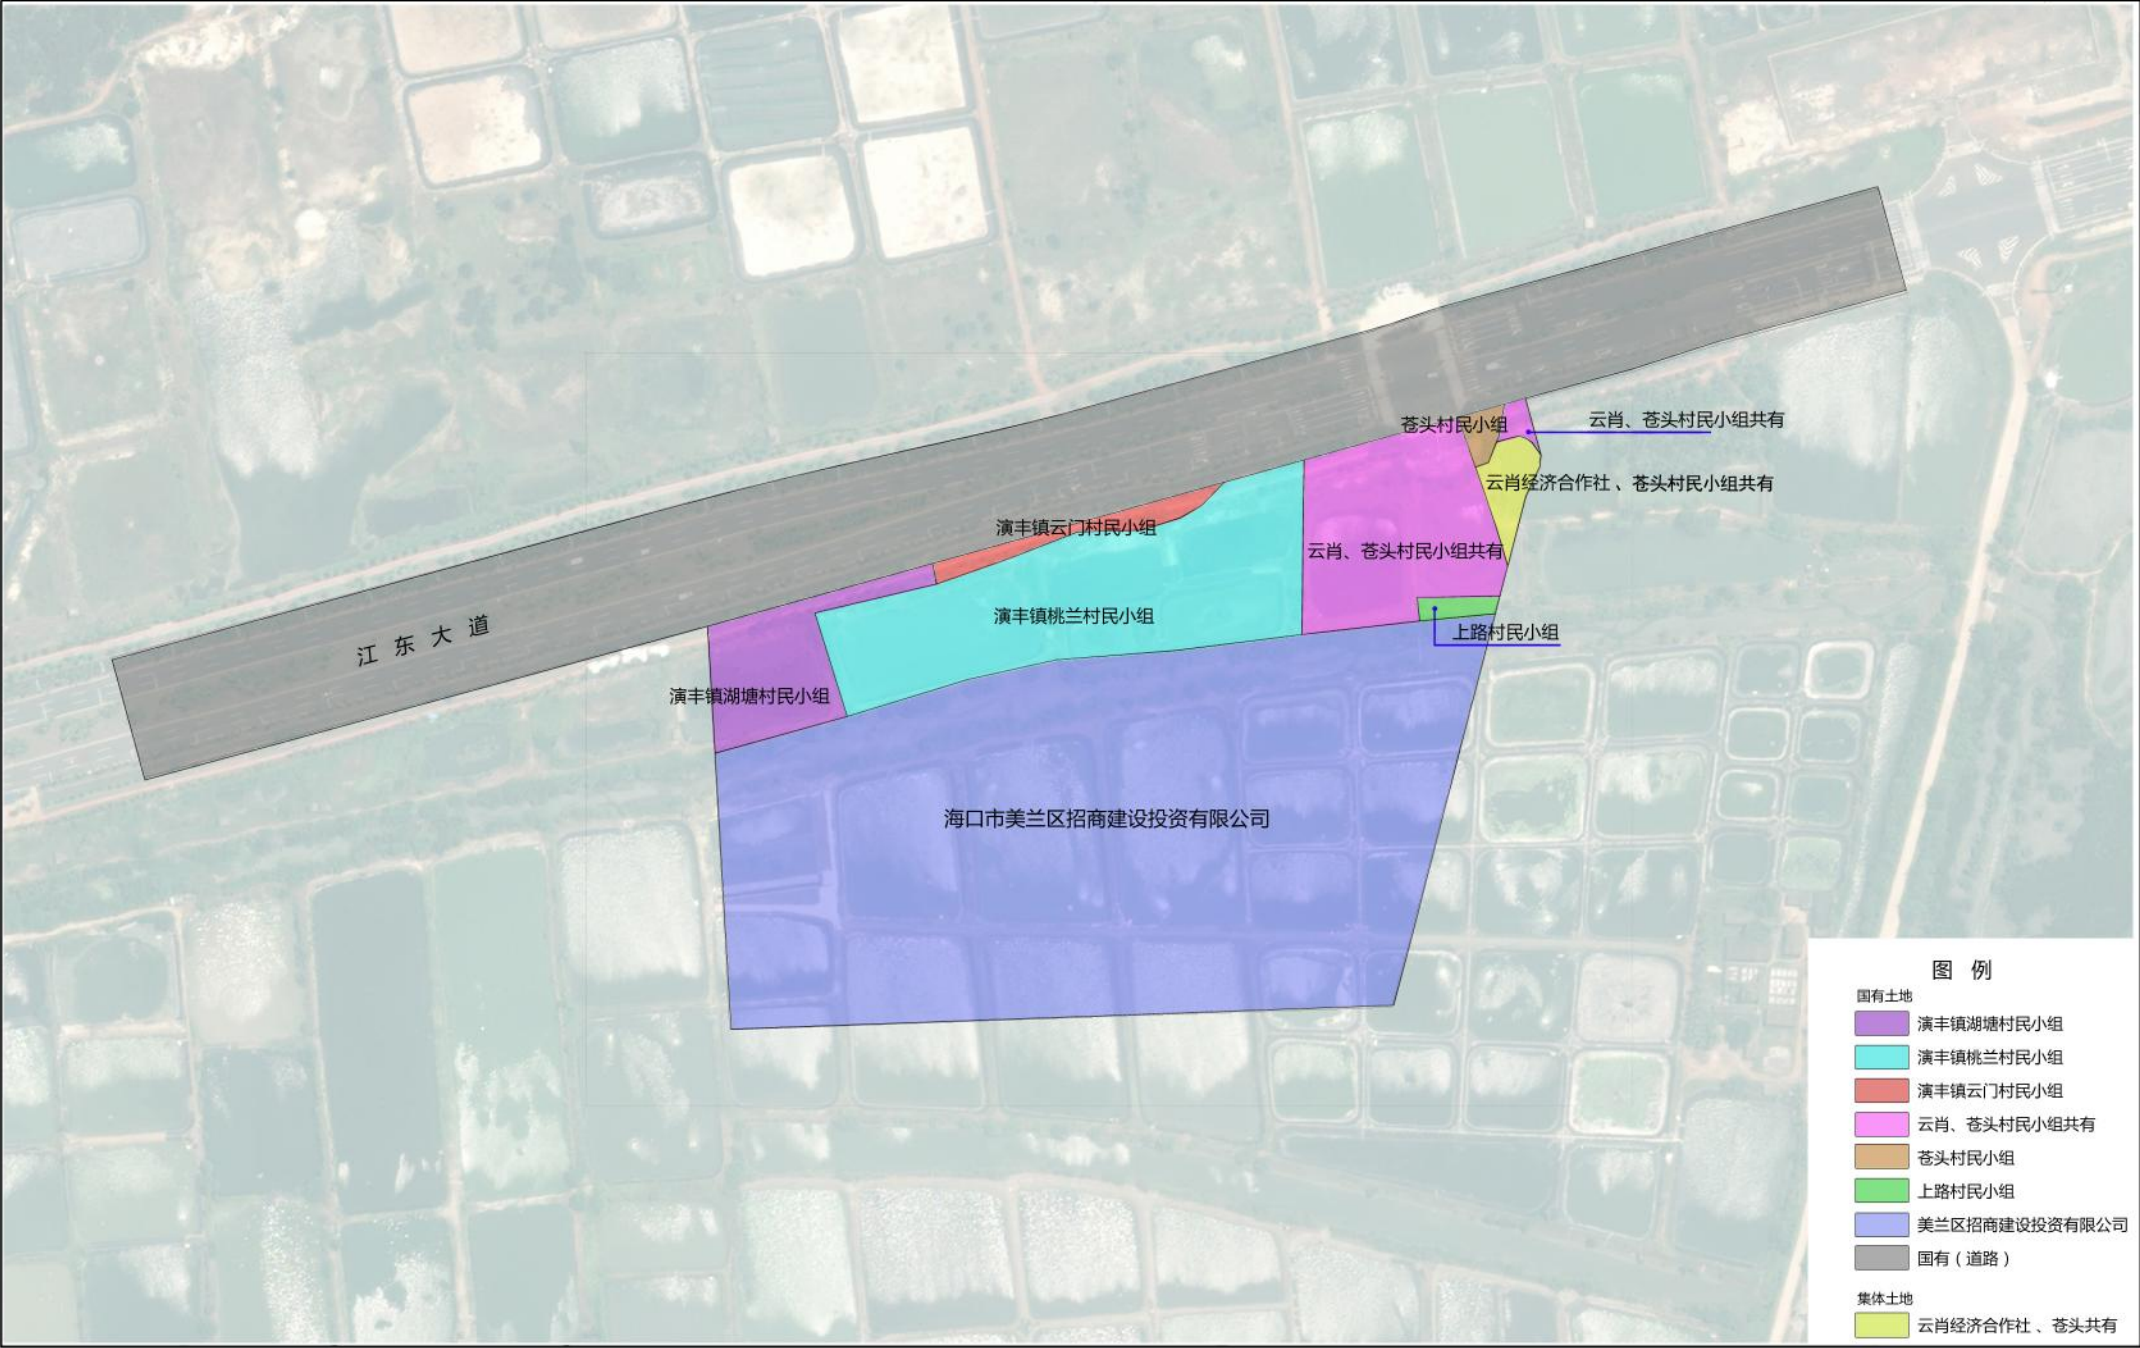 苍头村民小组
云肖、苍头村民小组共有
云肖经济合作社、苍头村民小组共有
演丰镇云门村民小组
云肖、苍头村民小组共有
演丰镇桃兰村民小组
江东大道
上路村民小组
演丰镇湖塘村民小组
海口市美兰区招商建设投资有限公司
图 例
国有土地
演丰镇湖塘村民小组
演丰镇桃兰村民小组
演丰镇云门村民小组
云肖、苍头村民小组共有
苍头村民小组
上路村民小组
美兰区招商建设投资有限公司
国有（道路）
集体土地
云肖经济合作社、苍头共有